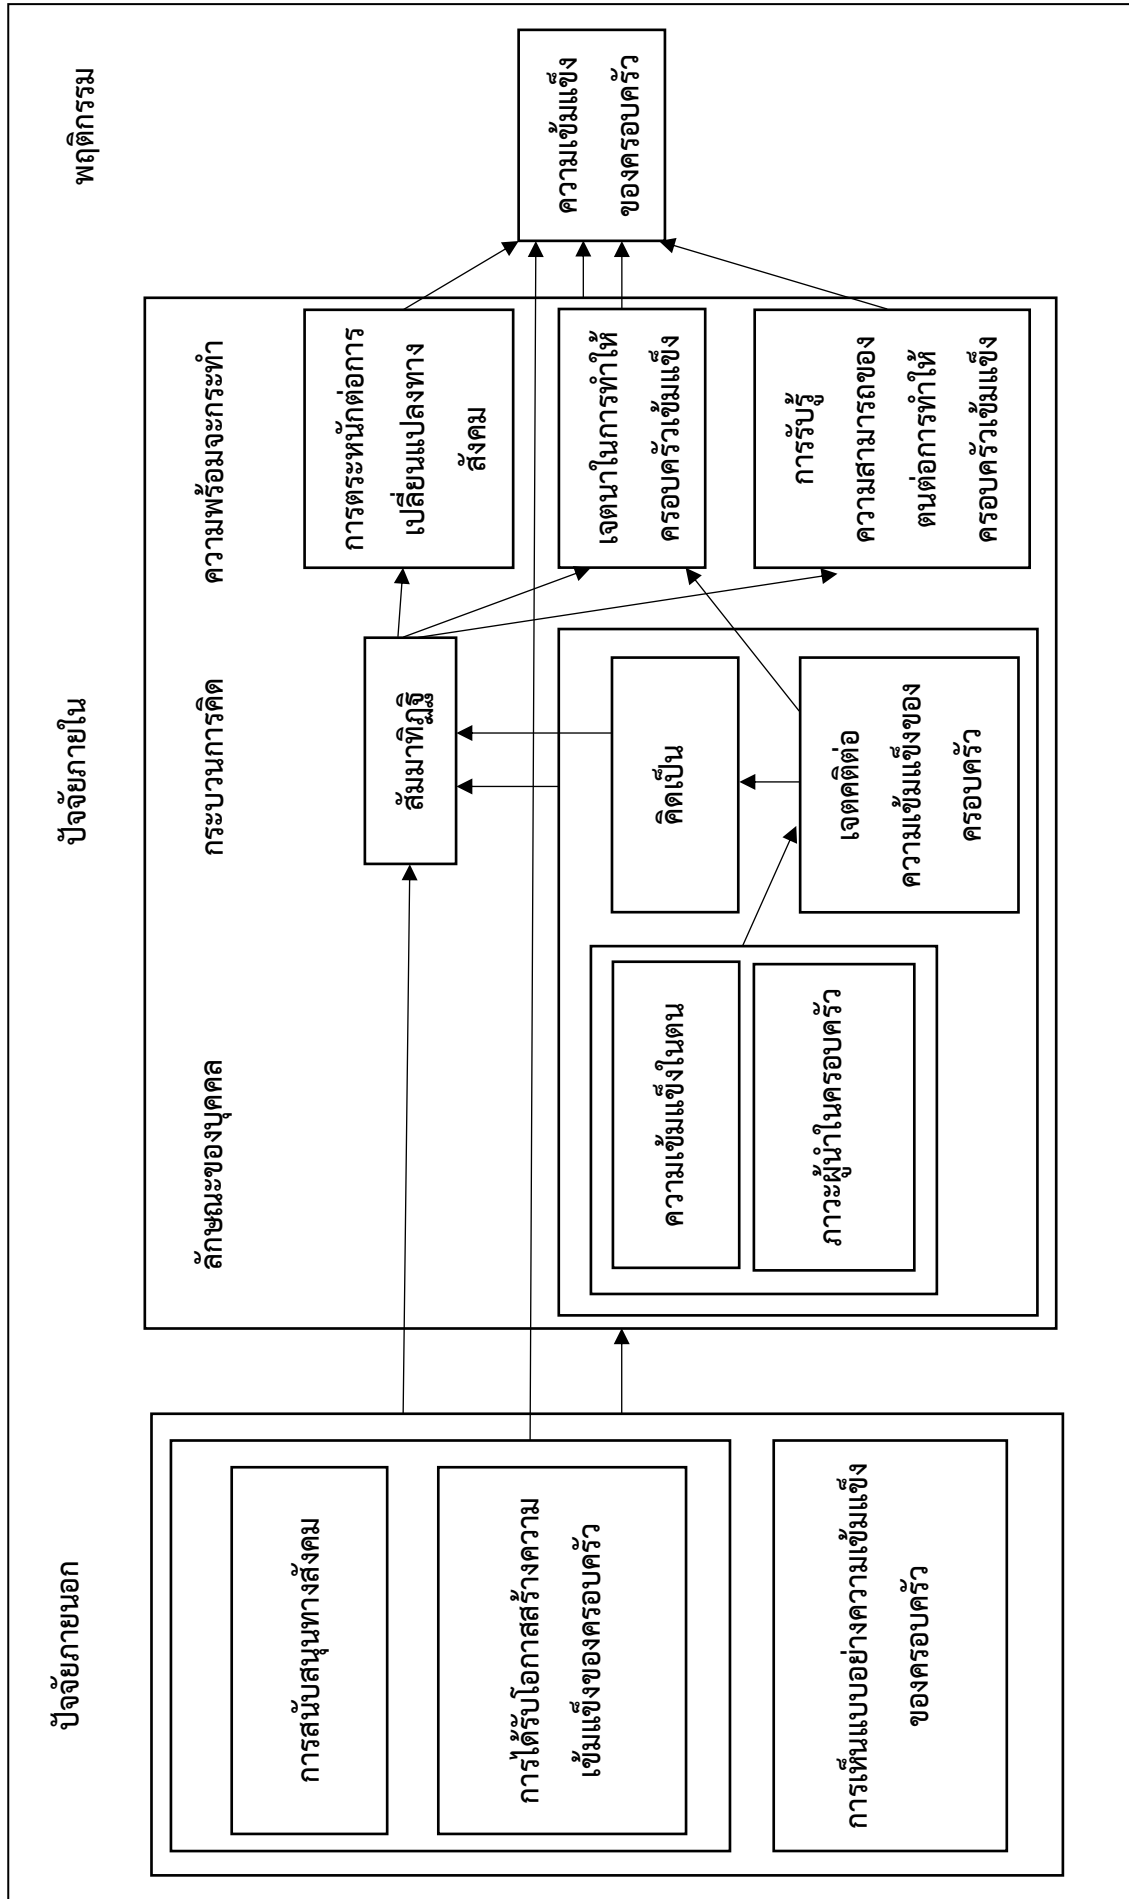 ปัจจัยภายนอก
ปัจจัยภายใน
พฤติกรรม
ลักษณะของบุคคล
กระบวนการคิด
ความพร้อมจะกระทำ
การสนับสนุนทางสังคม
การได้รับโอกาสสร้างความ
เข้มแข็งของครอบครัว
การเห็นแบบอย่างความเข้มแข็ง
ของครอบครัว
ความเข้มแข็งในตน
ภาวะผู้นำในครอบครัว
สัมมาทิฏฐิ
คิดเป็น
เจตคติต่อ
ความเข้มแข็งของ
ครอบครัว
การตระหนักต่อการ
เปลี่ยนแปลงทาง
สังคม
เจตนาในการทำให้
ครอบครัวเข้มแข็ง
การรับรู้
ความสามารถของ
ตนต่อการทำให้
ครอบครัวเข้มแข็ง
ความเข้มแข็ง
ของครอบครัว